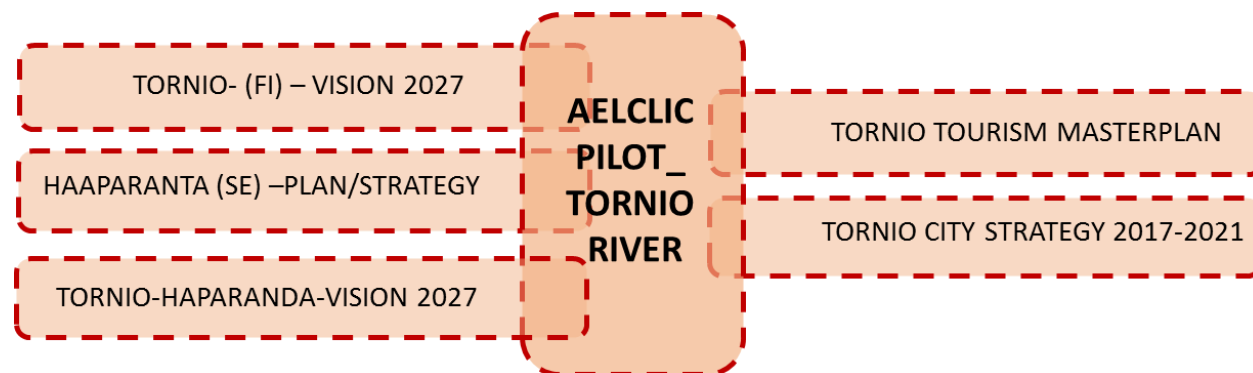 TORNIO- (FI) – VISION 2027
HAAPARANTA (SE) –PLAN/STRATEGY
TORNIO-HAPARANDA-VISION 2027
AELCLIC
PILOT_
TORNIO
RIVER
TORNIO TOURISM MASTERPLAN
TORNIO CITY STRATEGY 2017-2021